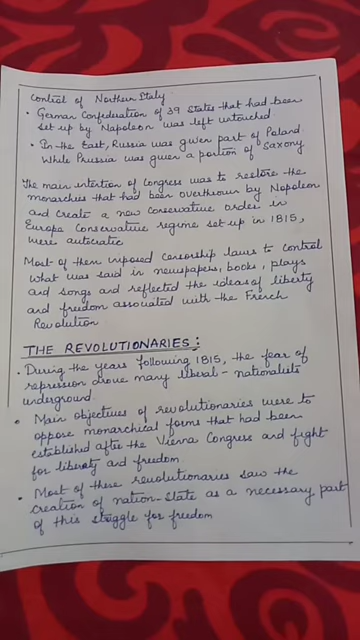 control of Northern Italy
• German Confederation of 39 States that had been
set up by Napoleon was left untouched.
• In the East, Russia was given part of Poland
while Prussia was given a portion of Saxony
The main intention of Congress was to restore the
monarchies that had been overthrown by Napoleon
and create a new conservative order in
Europe Conservative regime set up in 1815,
were autocratic
Most of them imposed censorship laws to control
what was said in newspapers, books, plays
and songs and reflected the ideas of liberty
and freedom associated with the French
Revolution
THE REVOLUTIONARIES:
• During the years following 1815, the fear of
repression drove many liberal-nationalists
underground.
• Main objectives of revolutionaries were to
oppose monarchical forms that had been
established after the Vienna Congress and fight
for liberty and freedom
• Most of these revolutionaries saw the
creation of nation-state as a necessary part
of this struggle for freedom